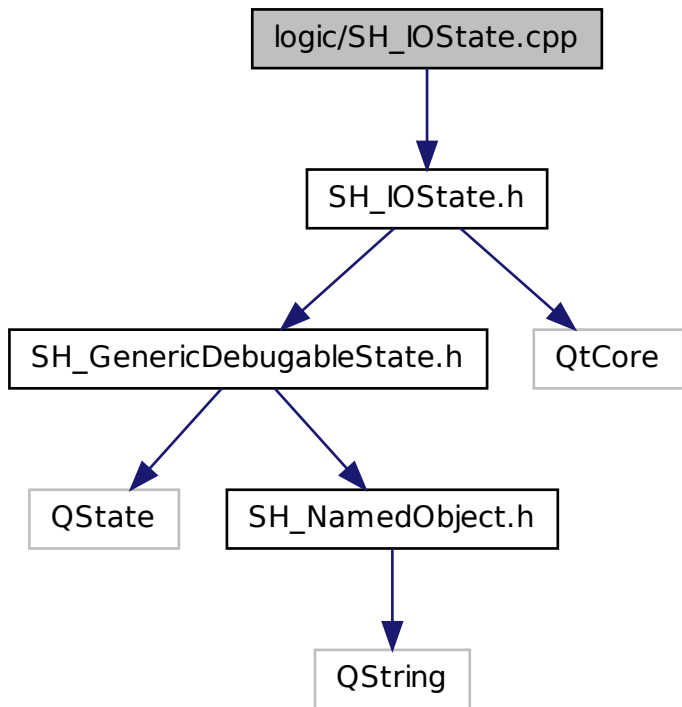 logic/SH_IOState.cpp
SH_IOState.h
SH_GenericDebugableState.h
QtCore
QState
SH_NamedObject.h
QString